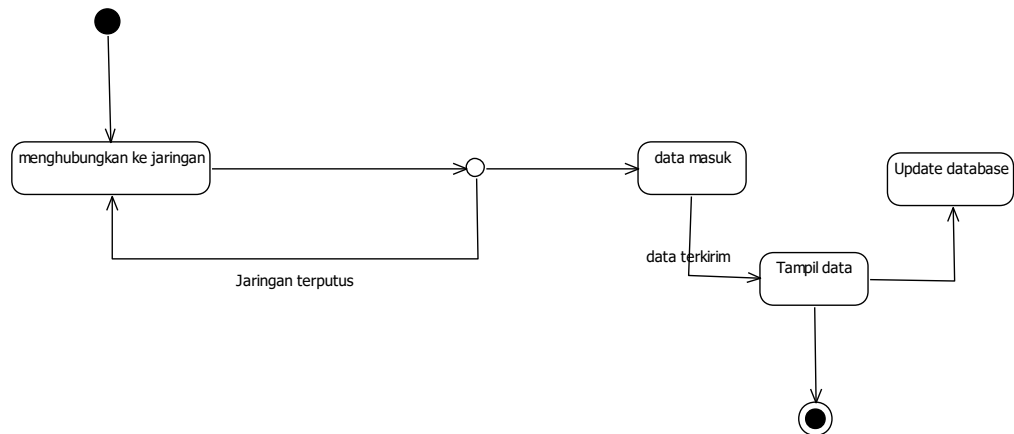 menghubungkan ke jaringan
data masuk
Update database
data terkirim
Tampil data
Jaringan terputus